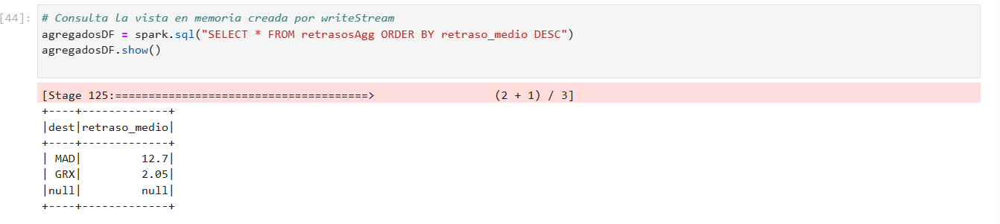 [44]:
# Consulta la vista en memoria creada por writeStream
agregadosDF = spark.sql("SELECT * FROM retrasosAgg ORDER BY retraso_medio DESC")
agregadosDF.show()
[Stage 125:======================================>                  (2 + 1) / 3]
+----+-------------+
|dest|retraso_medio|
+----+-------------+
| MAD|         12.7|
| GRX|         2.05|
|null|         null|
+----+-------------+